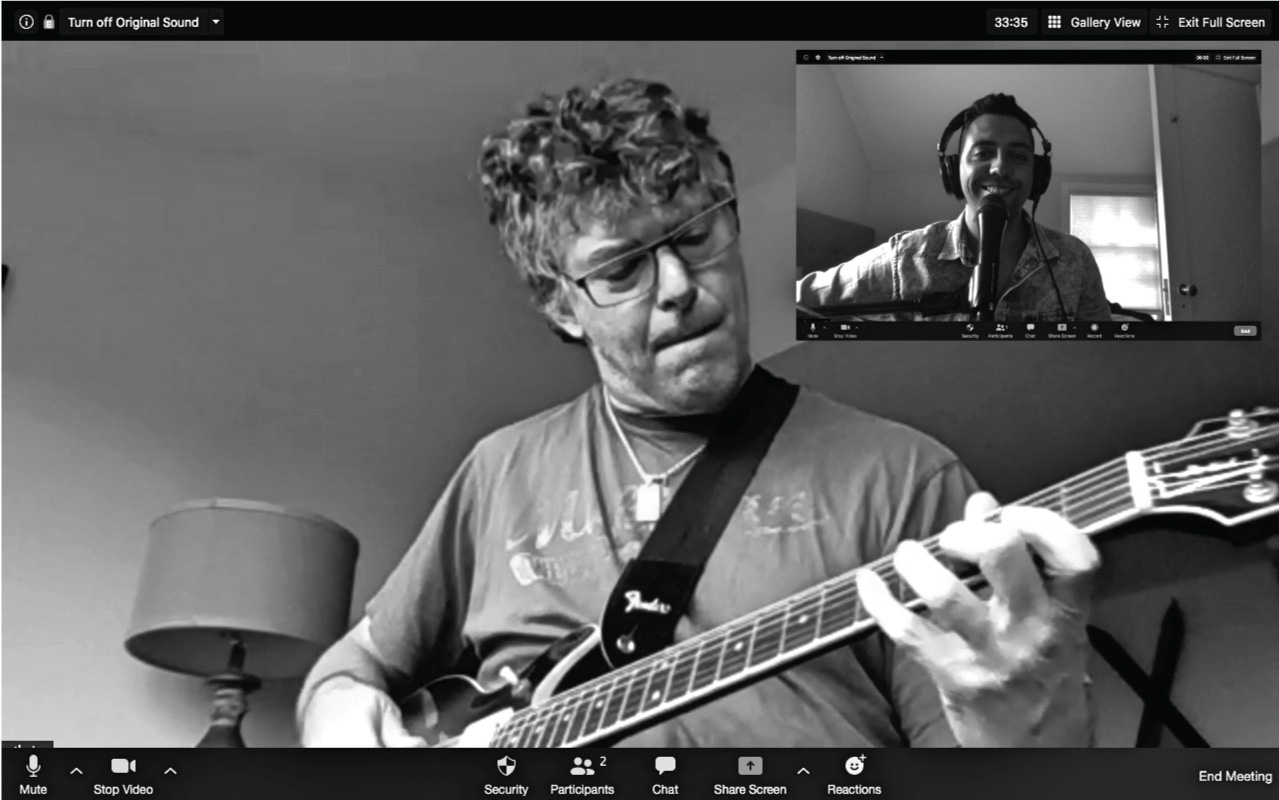 Turn off Original Sound
33:35
Gallery View
Exit Full Screen
Turn off Original Sound
Exit Full Screen
Mute
Stop Video
Security
Participants
Chat
Share Screen
Record
Reactions
End
Fender
Mute
Stop Video
Security
Participants
2
Chat
Share Screen
Reactions
End Meeting